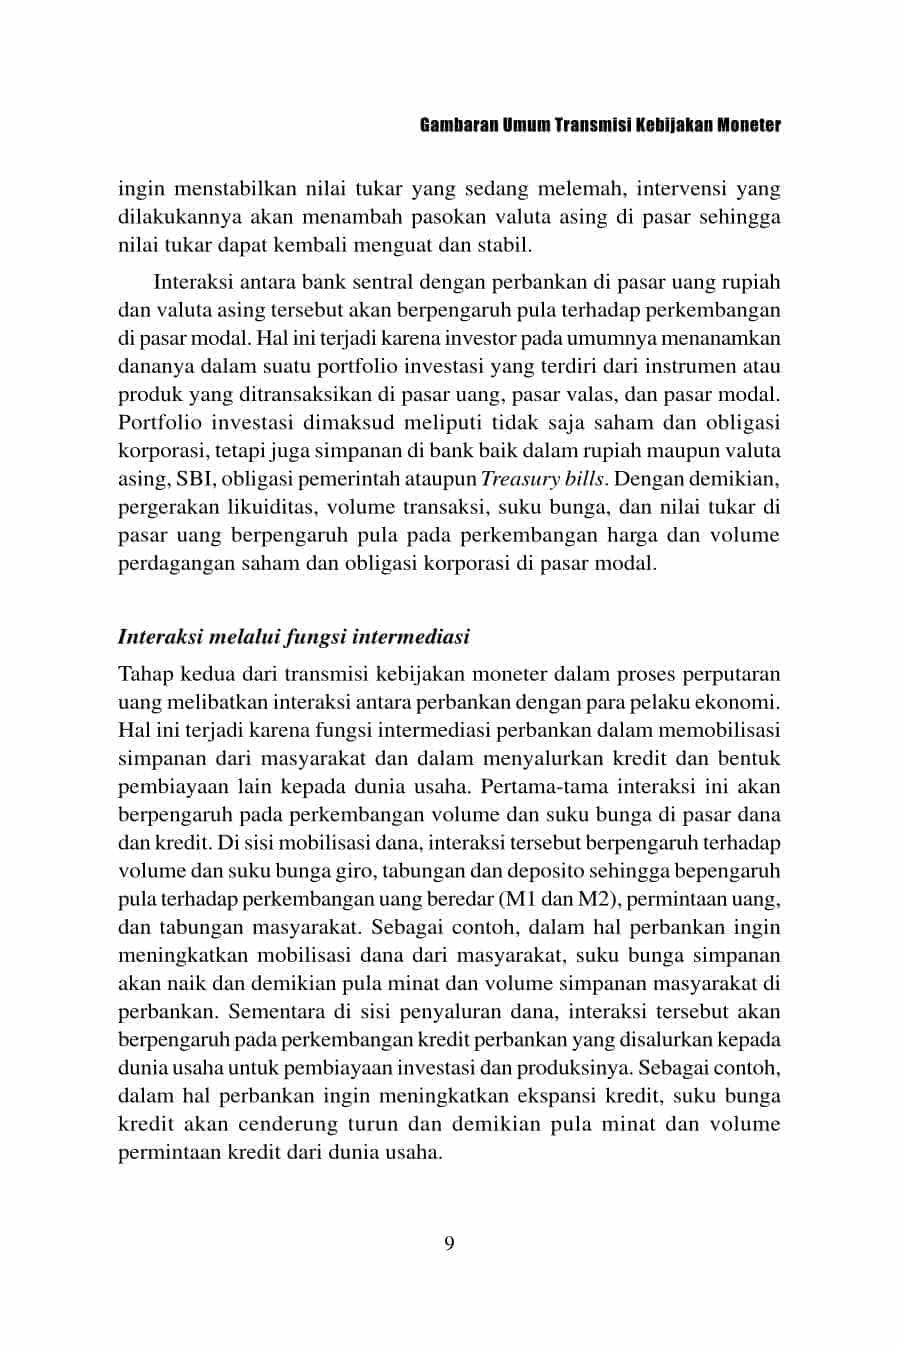 Gambaran Umum Transmisi Kebijakan Moneter
ingin menstabilkan nilai tukar yang sedang melemah, intervensi yang
dilakukannya akan menambah pasokan valuta asing di pasar sehingga
nilai tukar dapat kembali menguat dan stabil.
Interaksi antara bank sentral dengan perbankan di pasar uang rupiah
dan valuta asing tersebut akan berpengaruh pula terhadap perkembangan
di pasar modal. Hal ini terjadi karena investor pada umumnya menanamkan
dananya dalam suatu portfolio investasi yang terdiri dari instrumen atau
produk yang ditransaksikan di pasar uang, pasar valas, dan pasar modal.
Portfolio investasi dimaksud meliputi tidak saja saham dan obligasi
korporasi, tetapi juga simpanan di bank baik dalam rupiah maupun valuta
asing, SBI, obligasi pemerintah ataupun Treasury bills. Dengan demikian,
pergerakan likuiditas, volume transaksi, suku bunga, dan nilai tukar di
pasar uang berpengaruh pula pada perkembangan harga dan volume
perdagangan saham dan obligasi korporasi di pasar modal.
Interaksi melalui fungsi intermediasi
Tahap kedua dari transmisi kebijakan moneter dalam proses perputaran
uang melibatkan interaksi antara perbankan dengan para pelaku ekonomi.
Hal ini terjadi karena fungsi intermediasi perbankan dalam memobilisasi
simpanan dari masyarakat dan dalam menyalurkan kredit dan bentuk
pembiayaan lain kepada dunia usaha. Pertama-tama interaksi ini akan
berpengaruh pada perkembangan volume dan suku bunga di pasar dana
dan kredit. Di sisi mobilisasi dana, interaksi tersebut berpengaruh terhadap
volume dan suku bunga giro, tabungan dan deposito sehingga bepengaruh
pula terhadap perkembangan uang beredar (M1 dan M2), permintaan uang,
dan tabungan masyarakat. Sebagai contoh, dalam hal perbankan ingin
meningkatkan mobilisasi dana dari masyarakat, suku bunga simpanan
akan naik dan demikian pula minat dan volume simpanan masyarakat di
perbankan. Sementara di sisi penyaluran dana, interaksi tersebut akan
berpengaruh pada perkembangan kredit perbankan yang disalurkan kepada
dunia usaha untuk pembiayaan investasi dan produksinya. Sebagai contoh,
dalam hal perbankan ingin meningkatkan ekspansi kredit, suku bunga
kredit akan cenderung turun dan demikian pula minat dan volume
permintaan kredit dari dunia usaha.
9